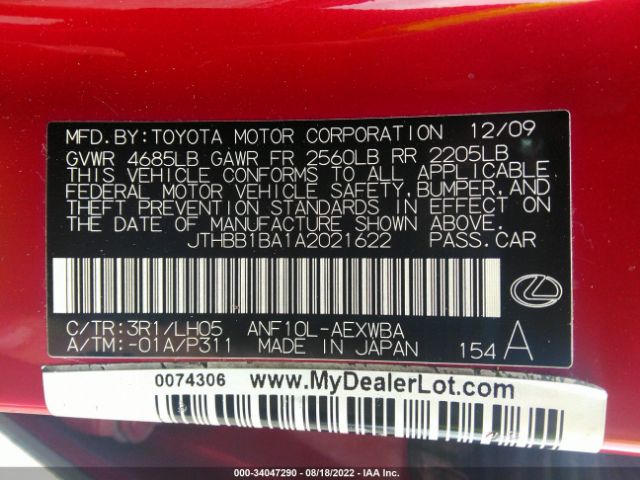 MFD.BY:TOYOTA MOTOR CORPORATION 12/09
GVWR 4685LB GAWR FR 2560LB RR 2205LB
THIS VEHICLE CONFORMS TO ALL APPLICABLE
FEDERAL MOTOR VEHICLE SAFETY,BUMPER,AND
THEFT PREVENTION STANDARDS IN EFFECT ON
THE DATE OF MANUFACTURE SHOWN ABOVE.
JTHBB1BA1A2021622 PASS.CAR
C/TR:3R1/LH05 ANF10L-AEXWBA
A/TM:-01A/P311 MADE IN JAPAN 154 A
0074306 www.MyDealerLot.com
000-34047290 - 08/18/2022 - IAA Inc.